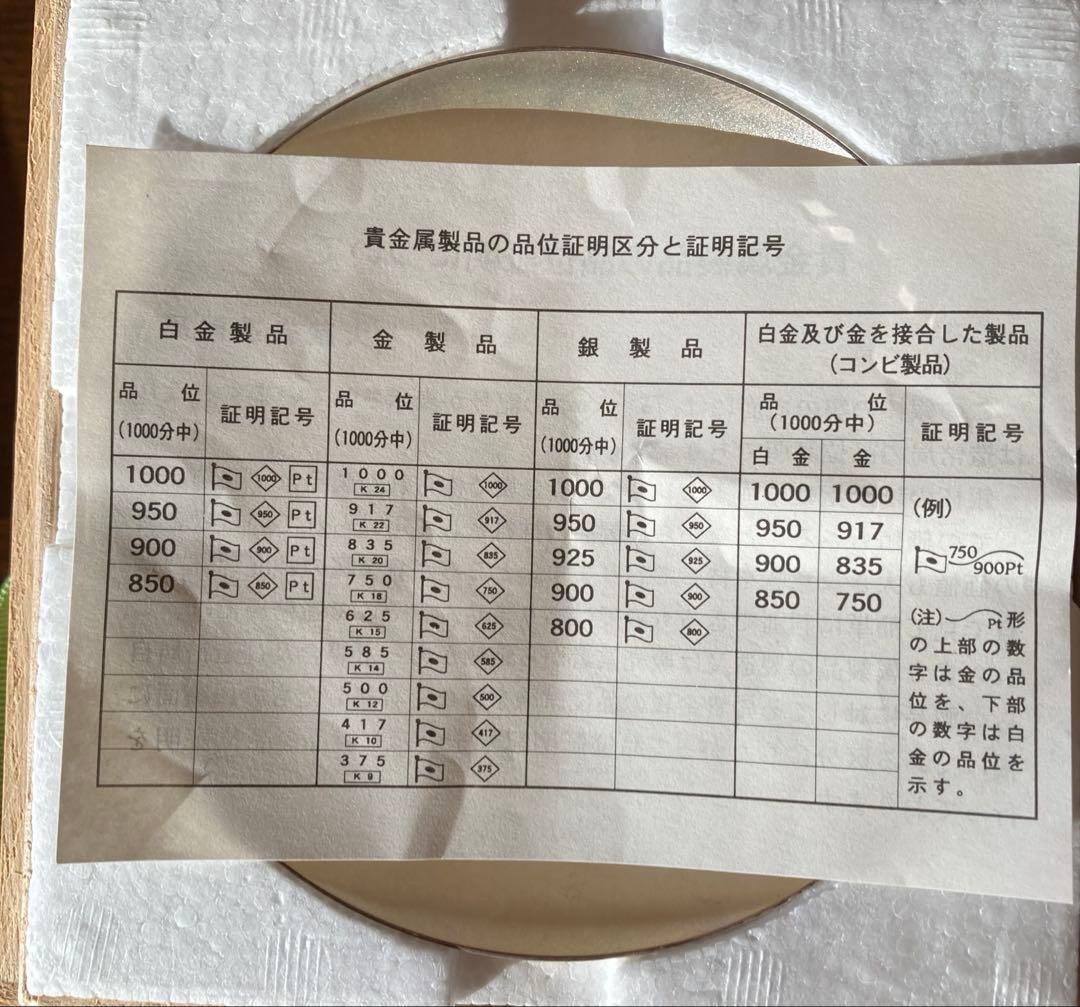 貴金属製品の品位証明区分と証明記号
白金製品 金製品 銀製品 白金及び金を接合した製品
(コンビ製品)
品位 証明記号 品位 証明記号 品位 証明記号 品位 証明記号
(1000分中) (1000分中) (1000分中) (1000分中)
白金 金
1000 1000 Pt 1000 1000 1000 1000 1000 1000
K 24
950 950 Pt 917 917 950 950 950 917
K 22
900 900 Pt 835 835 925 925 900 835
K 20
850 850 Pt 750 750 900 900 850 750
K 18
625 625 800 800
K 15
585 585
K 14
500 500
K 12
417 417
K 10
375 375
K 9
(例)
750
900Pt
(注) Pt形
の上部の数
字は金の品
位を、下部
の数字は白
金の品位を
示す。